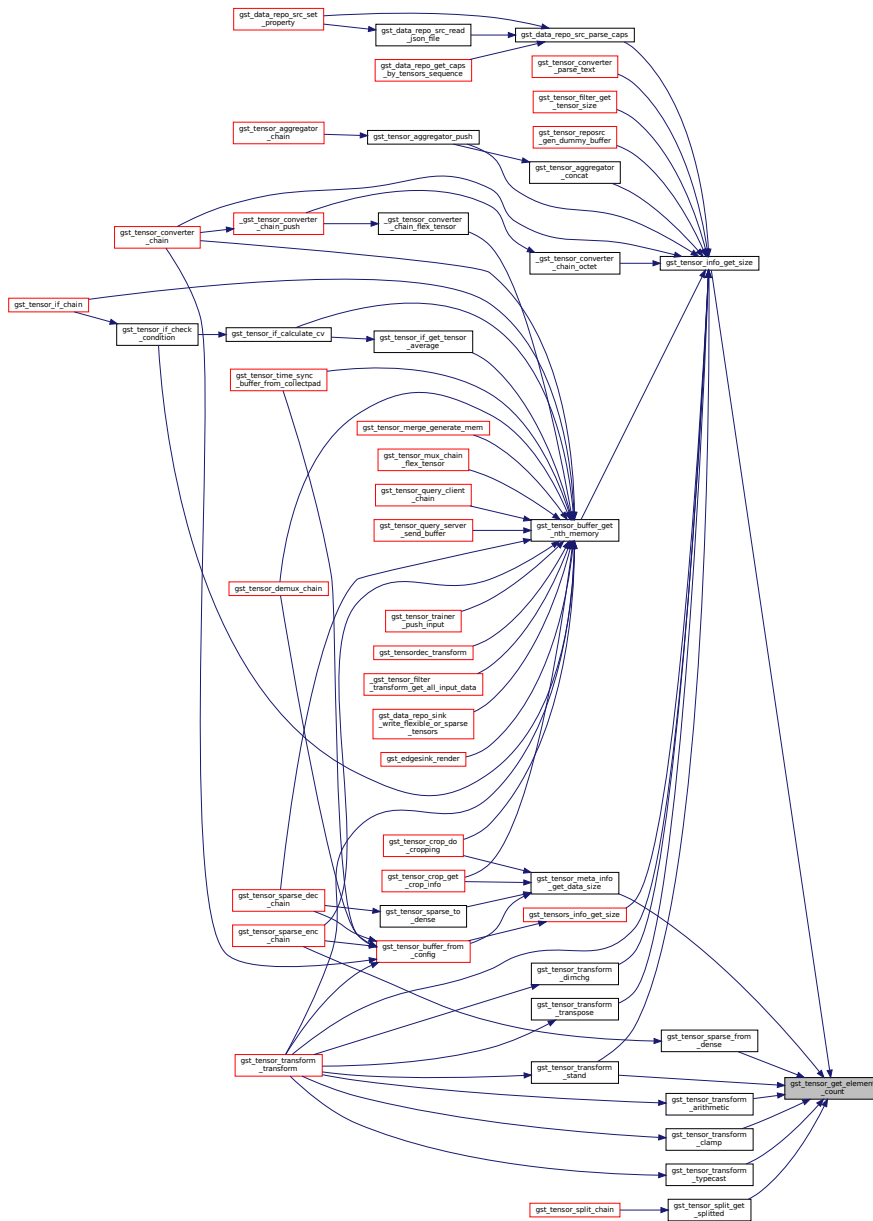 gst_data_repo_src_set
_property
gst_data_repo_src_read
_json_file
gst_data_repo_src_parse_caps
gst_data_repo_get_caps
_by_tensors_sequence
gst_tensor_converter
_parse_text
gst_tensor_filter_get
_tensor_size
gst_tensor_reposrc
_gen_dummy_buffer
gst_tensor_aggregator
_chain
gst_tensor_aggregator_push
gst_tensor_aggregator
_concat
gst_tensor_converter
_chain
_gst_tensor_converter
_chain_push
_gst_tensor_converter
_chain_flex_tensor
_gst_tensor_converter
_chain_octet
gst_tensor_info_get_size
gst_tensor_if_chain
gst_tensor_if_check
_condition
gst_tensor_if_calculate_cv
gst_tensor_if_get_tensor
_average
gst_tensor_time_sync
_buffer_from_collectpad
gst_tensor_merge_generate_mem
gst_tensor_mux_chain
_flex_tensor
gst_tensor_query_client
_chain
gst_tensor_query_server
_send_buffer
gst_tensor_buffer_get
_nth_memory
gst_tensor_demux_chain
gst_tensor_trainer
_push_input
gst_tensordec_transform
_gst_tensor_filter
_transform_get_all_input_data
gst_data_repo_sink
_write_flexible_or_sparse
_tensors
gst_edgesink_render
gst_tensor_crop_do
_cropping
gst_tensor_crop_get
_crop_info
gst_tensor_meta_info
_get_data_size
gst_tensor_sparse_dec
_chain
gst_tensor_sparse_to
_dense
gst_tensors_info_get_size
gst_tensor_sparse_enc
_chain
gst_tensor_buffer_from
_config
gst_tensor_transform
_dimchg
gst_tensor_transform
_transpose
gst_tensor_sparse_from
_dense
gst_tensor_transform
_transform
gst_tensor_transform
_stand
gst_tensor_get_element
_count
gst_tensor_transform
_arithmetic
gst_tensor_transform
_clamp
gst_tensor_transform
_typecast
gst_tensor_split_chain
gst_tensor_split_get
_splitted